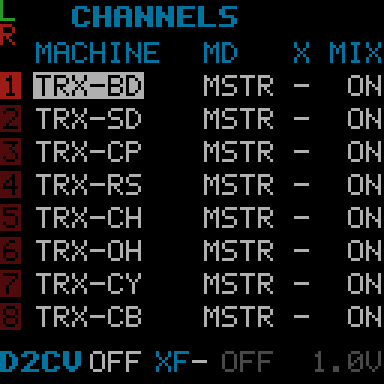 L CHANNELS
R MACHINE MD X MIX
1 TRX-BD MSTR - ON
2 TRX-SD MSTR - ON
3 TRX-CP MSTR - ON
4 TRX-RS MSTR - ON
5 TRX-CH MSTR - ON
6 TRX-OH MSTR - ON
7 TRX-CY MSTR - ON
8 TRX-CB MSTR - ON
D2CV OFF XF- OFF 1.0V